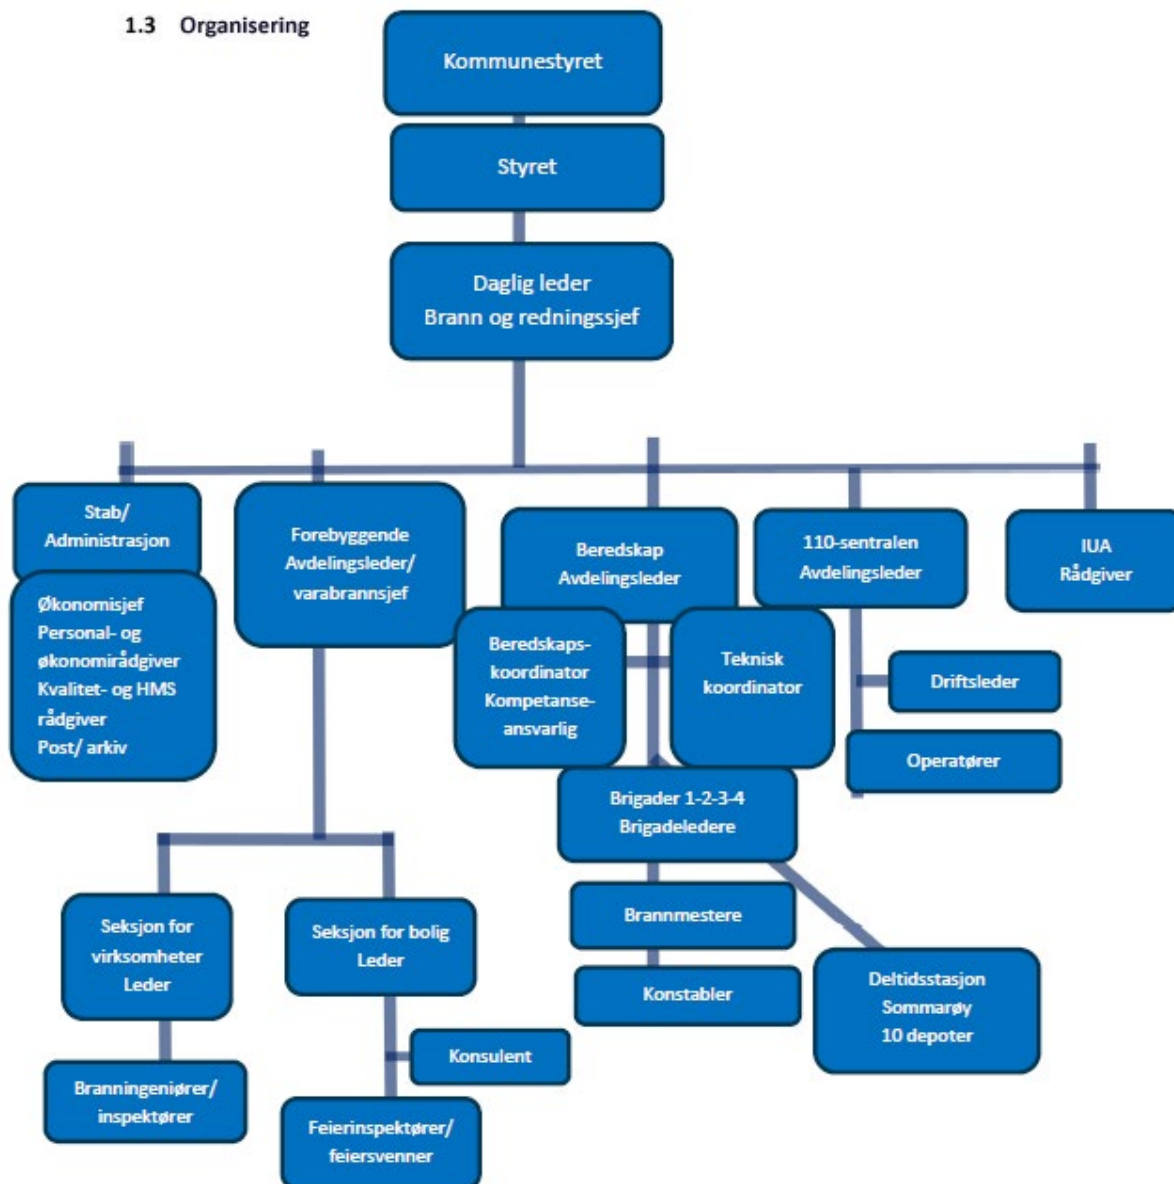 1.3 Organisering
Kommunestyret
Styret
Daglig leder
Brann og redningssjef
Stab/
Administrasjon
Økonomisjef
Personal- og
økonomirådgiver
Kvalitet- og HMS
rådgiver
Post/ arkiv
Forebyggende
Avdelingsleder/
varabrannsjef
Beredskap
Avdelingsleder
110-sentralen
Avdelingsleder
IUA
Rådgiver
Beredskaps-
koordinator
Kompetanse-
ansvarlig
Teknisk
koordinator
Driftsleder
Operatører
Brigader 1-2-3-4
Brigadeledere
Brannmestere
Konstabler
Deltidsstasjon
Sommarøy
10 depoter
Seksjon for
virksomheter
Leder
Seksjon for bolig
Leder
Konsulent
Branningeniører/
inspektører
Feierinspektører/
feiersvenner